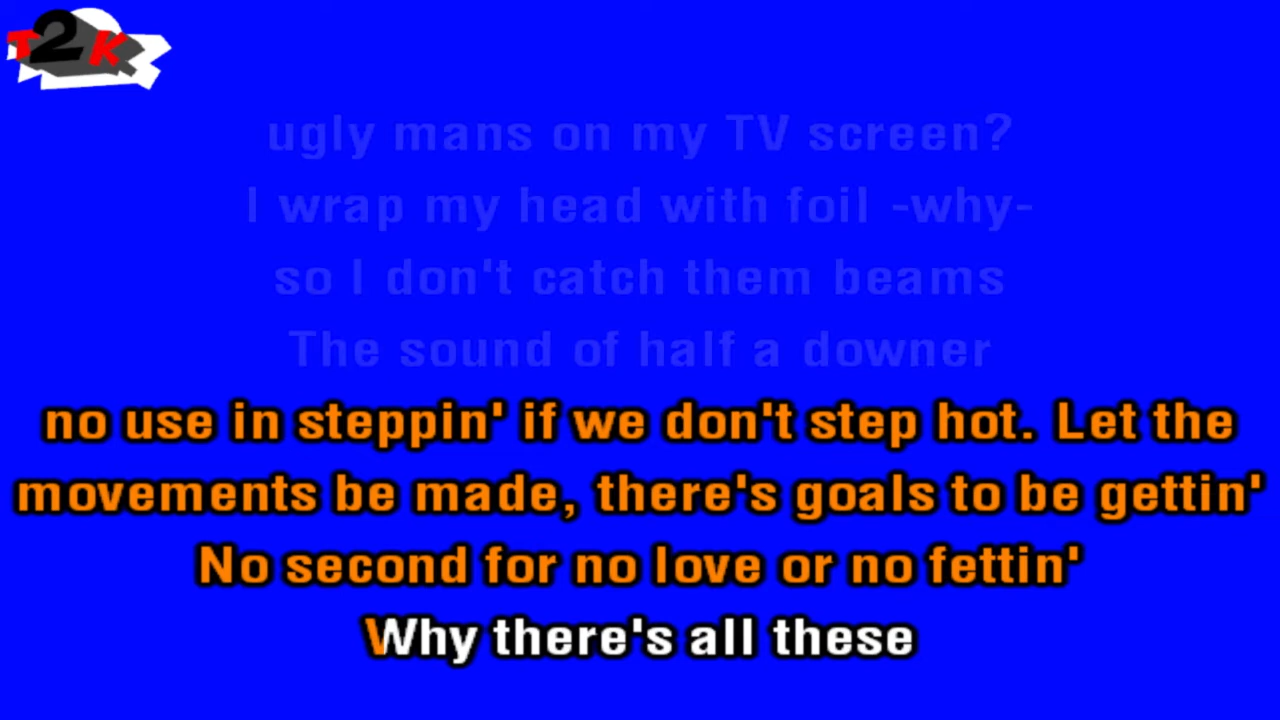 T2K
ugly mans on my TV screen?
I wrap my head with foil -why-
so I don't catch them beams
The sound of half a downer
no use in steppin' if we don't step hot. Let the
movements be made, there's goals to be gettin'
No second for no love or no fettin'
Why there's all these